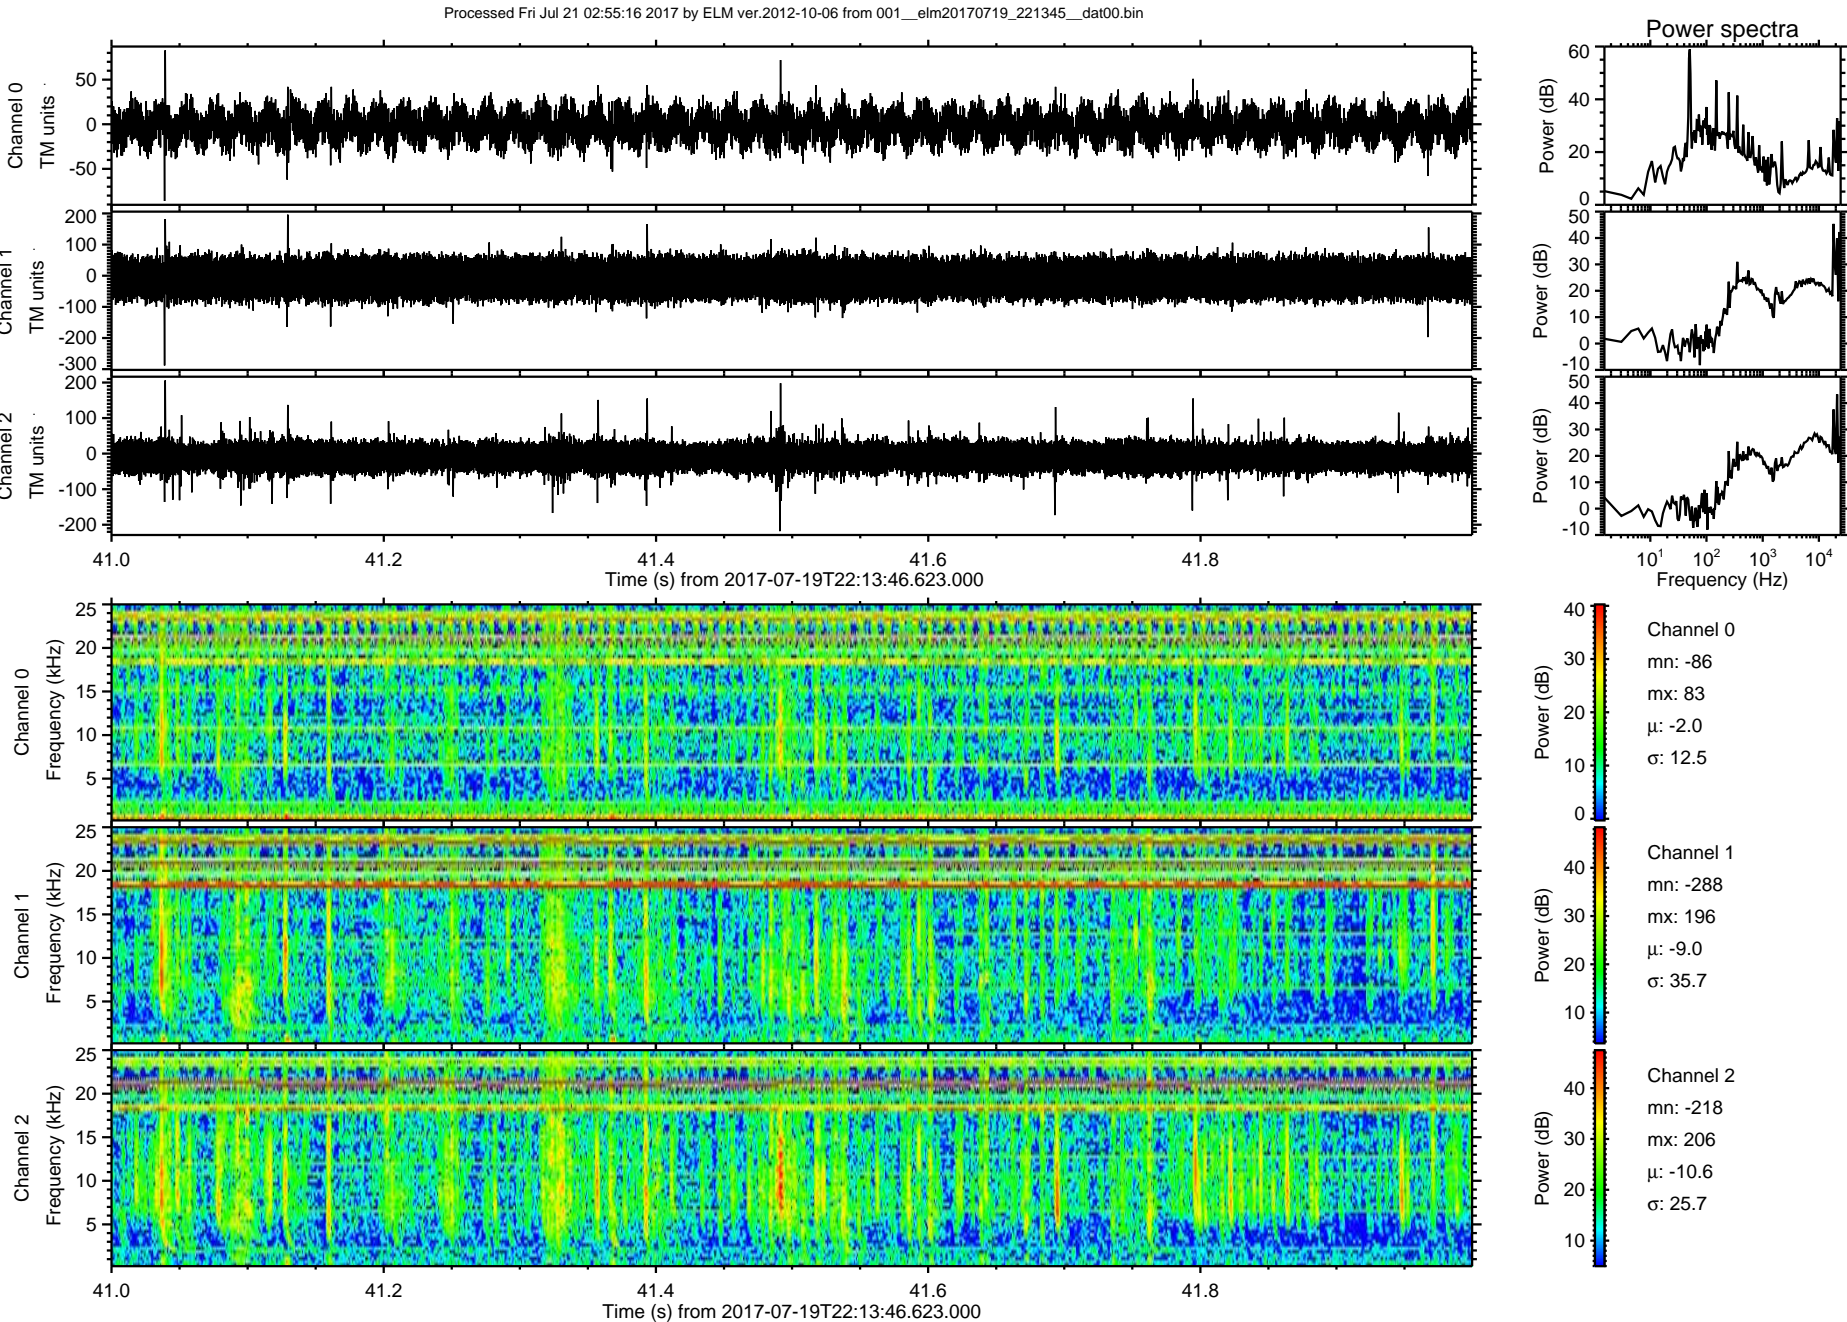 Processed Fri Jul 21 02:55:16 2017 by ELM ver.2012-10-06 from 001__elm20170719_221345__dat00.bin
Power spectra
Channel 0
TM units
50
0
-50
Power (dB)
60
40
20
0
Channel 1
TM units
200
100
0
-100
-200
-300
Power (dB)
50
40
30
20
10
0
-10
Channel 2
TM units
200
100
0
-100
-200
Power (dB)
50
40
30
20
10
0
-10
41.0 41.2 41.4 41.6 41.8
Time (s) from 2017-07-19T22:13:46.623.000
10^1 10^2 10^3 10^4
Frequency (Hz)
Channel 0
Frequency (kHz)
25
20
15
10
5
Power (dB)
40
30
20
10
0
Channel 0
mn: -86
mx: 83
µ: -2.0
σ: 12.5
Channel 1
Frequency (kHz)
25
20
15
10
5
Power (dB)
40
30
20
10
Channel 1
mn: -288
mx: 196
µ: -9.0
σ: 35.7
Channel 2
Frequency (kHz)
25
20
15
10
5
Power (dB)
40
30
20
10
Channel 2
mn: -218
mx: 206
µ: -10.6
σ: 25.7
41.0 41.2 41.4 41.6 41.8
Time (s) from 2017-07-19T22:13:46.623.000